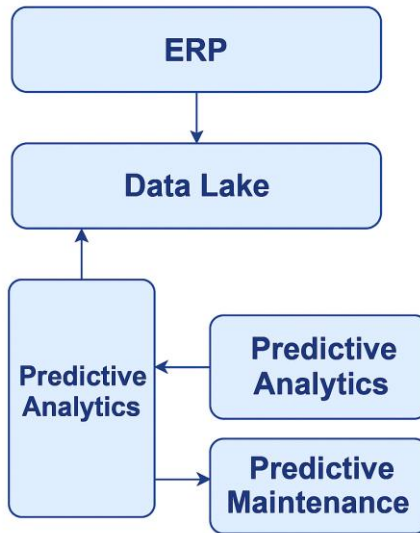 ERP
Data Lake
Predictive
Analytics
Predictive
Analytics
Predictive
Maintenance